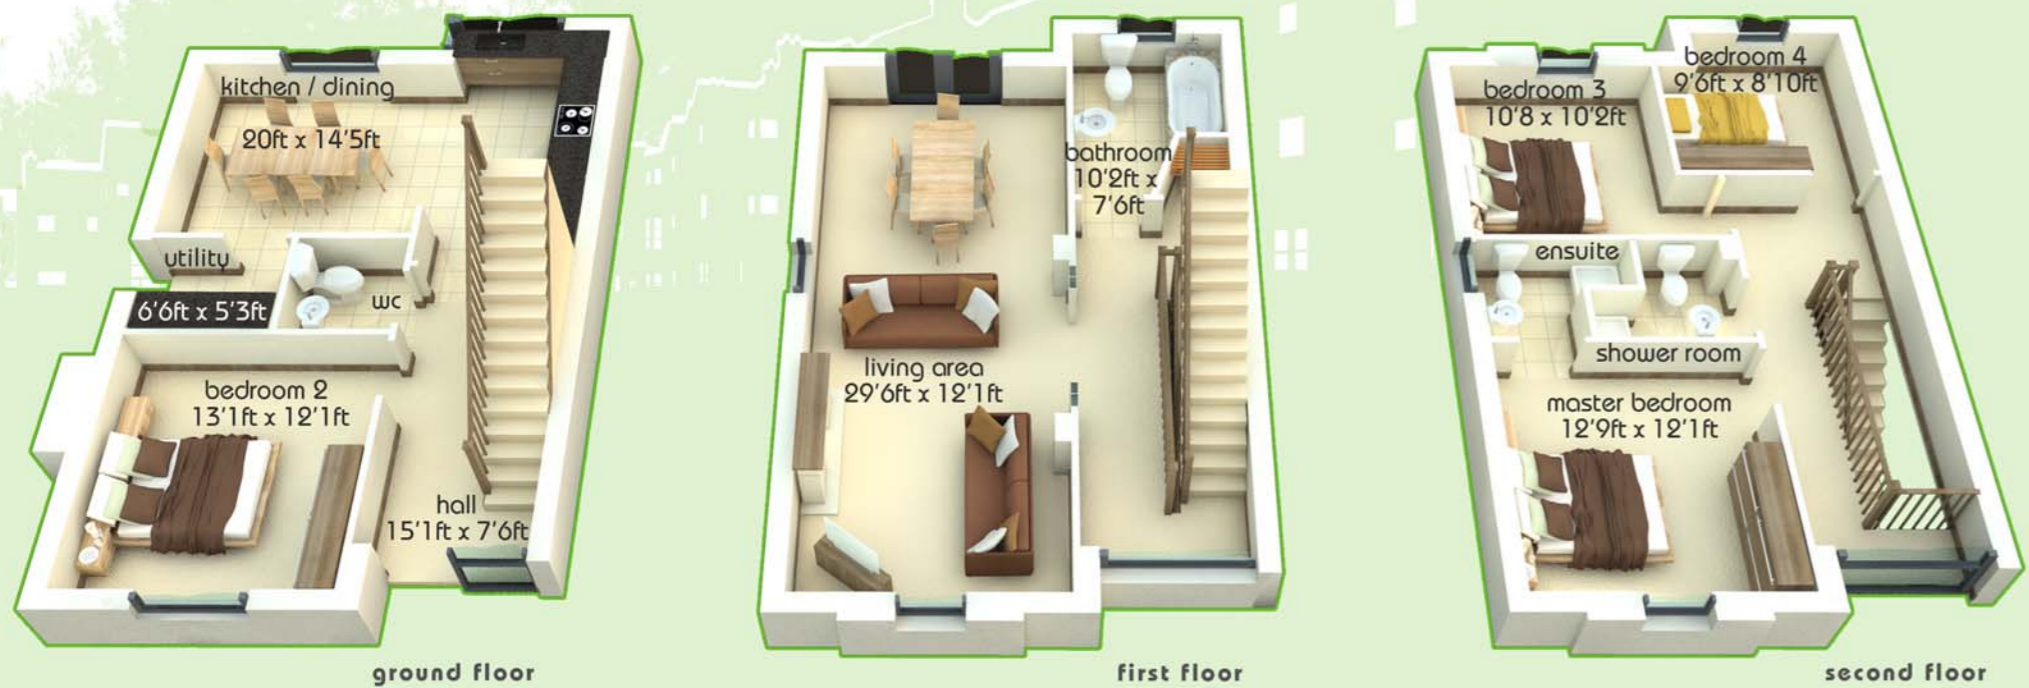 kitchen / dining
20ft x 14'5ft
utility
6'6ft x 5'3ft
wc
bedroom 2
13'1ft x 12'1ft
hall
15'1ft x 7'6ft
ground floor
bathroom
10'2ft x
7'6ft
living area
29'6ft x 12'1ft
first floor
bedroom 4
9'6ft x 8'10ft
bedroom 3
10'8 x 10'2ft
ensuite
shower room
master bedroom
12'9ft x 12'1ft
second floor